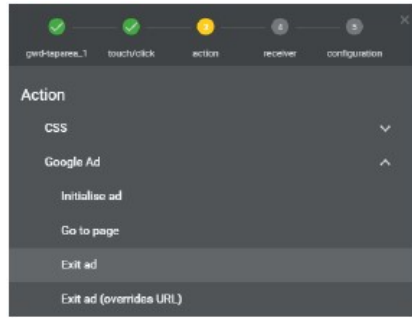 3 4 5
gwd-taparea_1 touch/click action receiver configuration
Action
CSS
Google Ad
Initialise ad
Go to page
Exit ad
Exit ad (overrides URL)